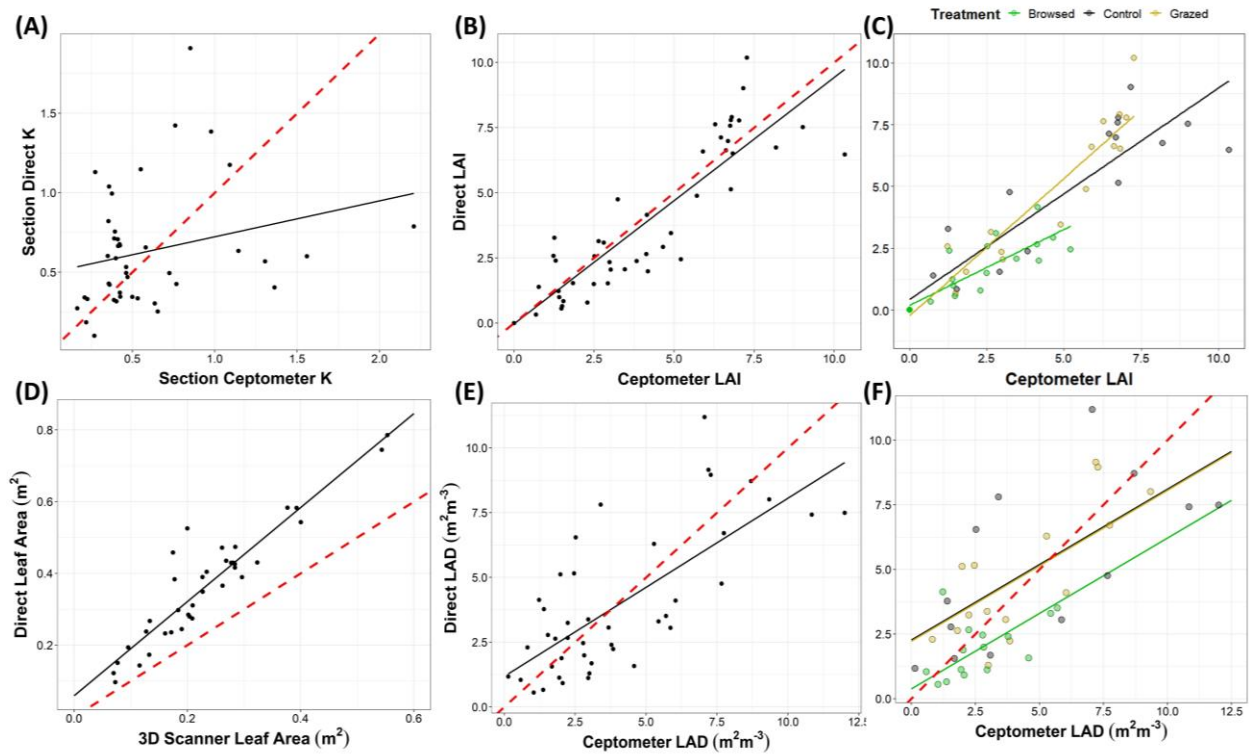 Treatment Browsed Control Grazed
(A)
Section Direct K
1.5
1.0
0.5
0.5 1.0 1.5 2.0
Section Ceptometer K
(B)
Direct LAI
10.0
7.5
5.0
2.5
0.0
0.0 2.5 5.0 7.5 10.0
Ceptometer LAI
(C)
10.0
7.5
5.0
2.5
0.0
0.0 2.5 5.0 7.5 10.0
Ceptometer LAI
(D)
Direct Leaf Area (m²)
0.8
0.6
0.4
0.2
0.0 0.2 0.4 0.6
3D Scanner Leaf Area (m²)
(E)
Direct LAD (m²m⁻³)
10.0
7.5
5.0
2.5
0.0
0.0 2.5 5.0 7.5 10.0 12.5
Ceptometer LAD (m²m⁻³)
(F)
10.0
7.5
5.0
2.5
0.0
0.0 2.5 5.0 7.5 10.0 12.5
Ceptometer LAD (m²m⁻³)